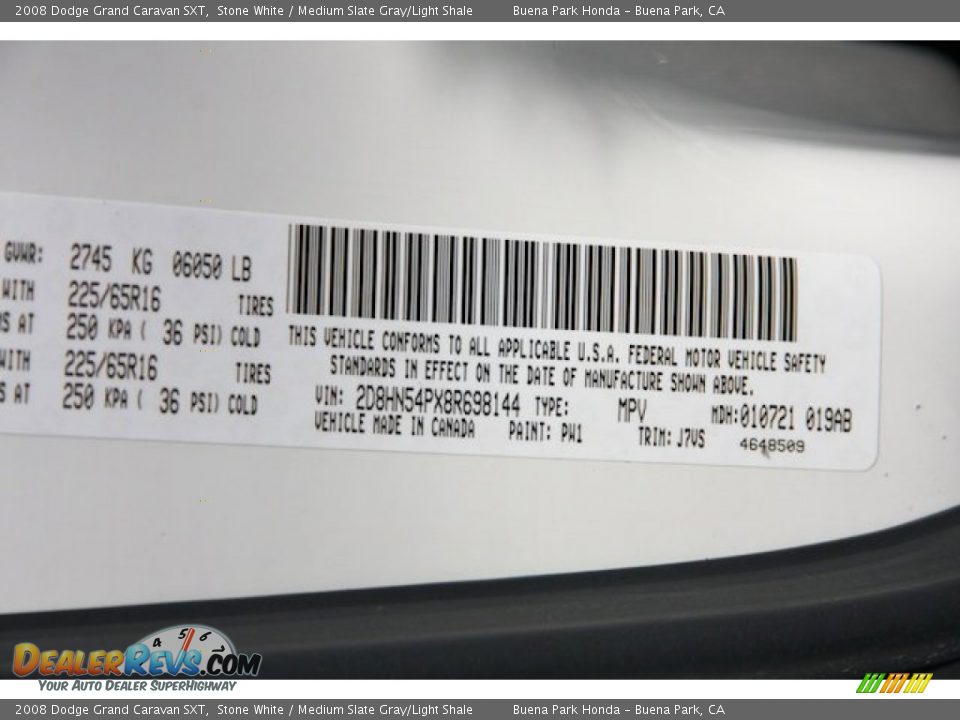 2008 Dodge Grand Caravan SXT,  Stone White / Medium Slate Gray/Light Shale  Buena Park Honda – Buena Park, CA
GVWR: 2745 KG 06050 LB
WITH 225/65R16 TIRES
AT 250 KPA ( 36 PSI) COLD
WITH 225/65R16 TIRES
AT 250 KPA ( 36 PSI) COLD
THIS VEHICLE CONFORMS TO ALL APPLICABLE U.S.A. FEDERAL MOTOR VEHICLE SAFETY
STANDARDS IN EFFECT ON THE DATE OF MANUFACTURE SHOWN ABOVE.
VIN: 2D8HN54PX8R698144 TYPE: MPV MDH:010721 019AB
VEHICLE MADE IN CANADA PAINT: PW1 TRIM: J7VS 4648509
4 5 6 7
DEALERREVS.COM
YOUR AUTO DEALER SUPERHIGHWAY
2008 Dodge Grand Caravan SXT,  Stone White / Medium Slate Gray/Light Shale  Buena Park Honda – Buena Park, CA